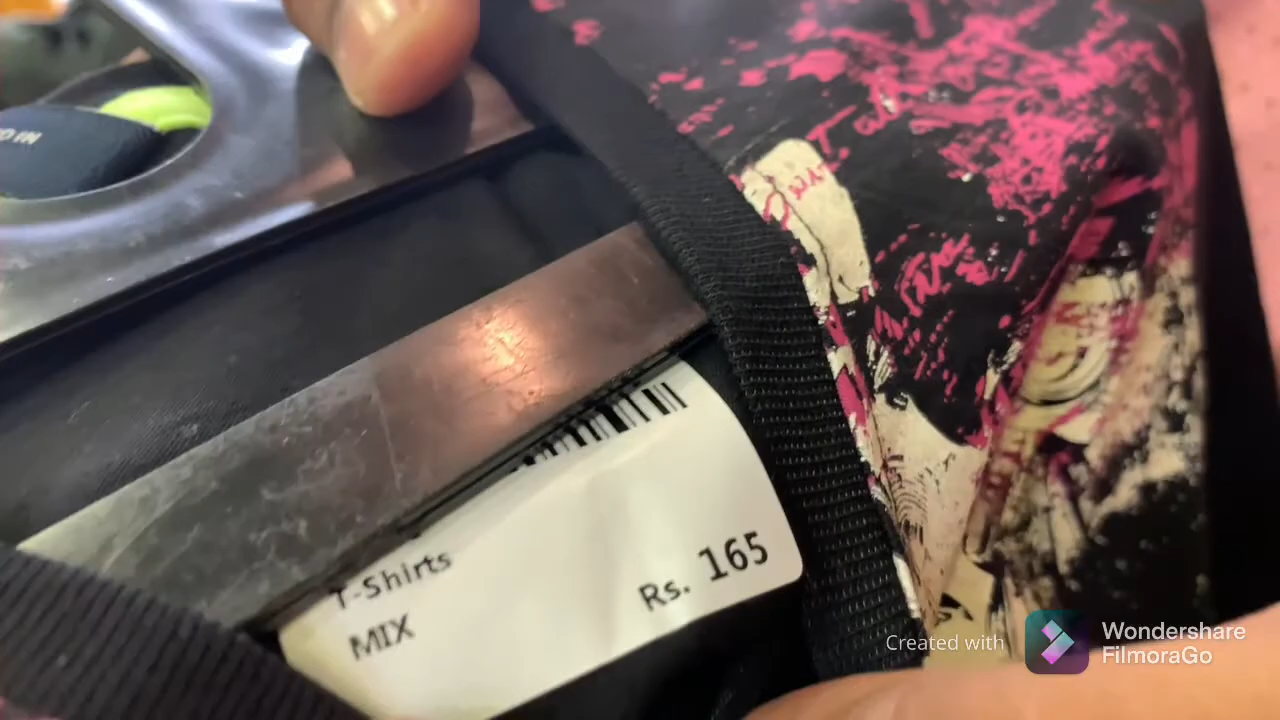 T-Shirts
MIX
Rs. 165
Created with
Wondershare
FilmoraGo